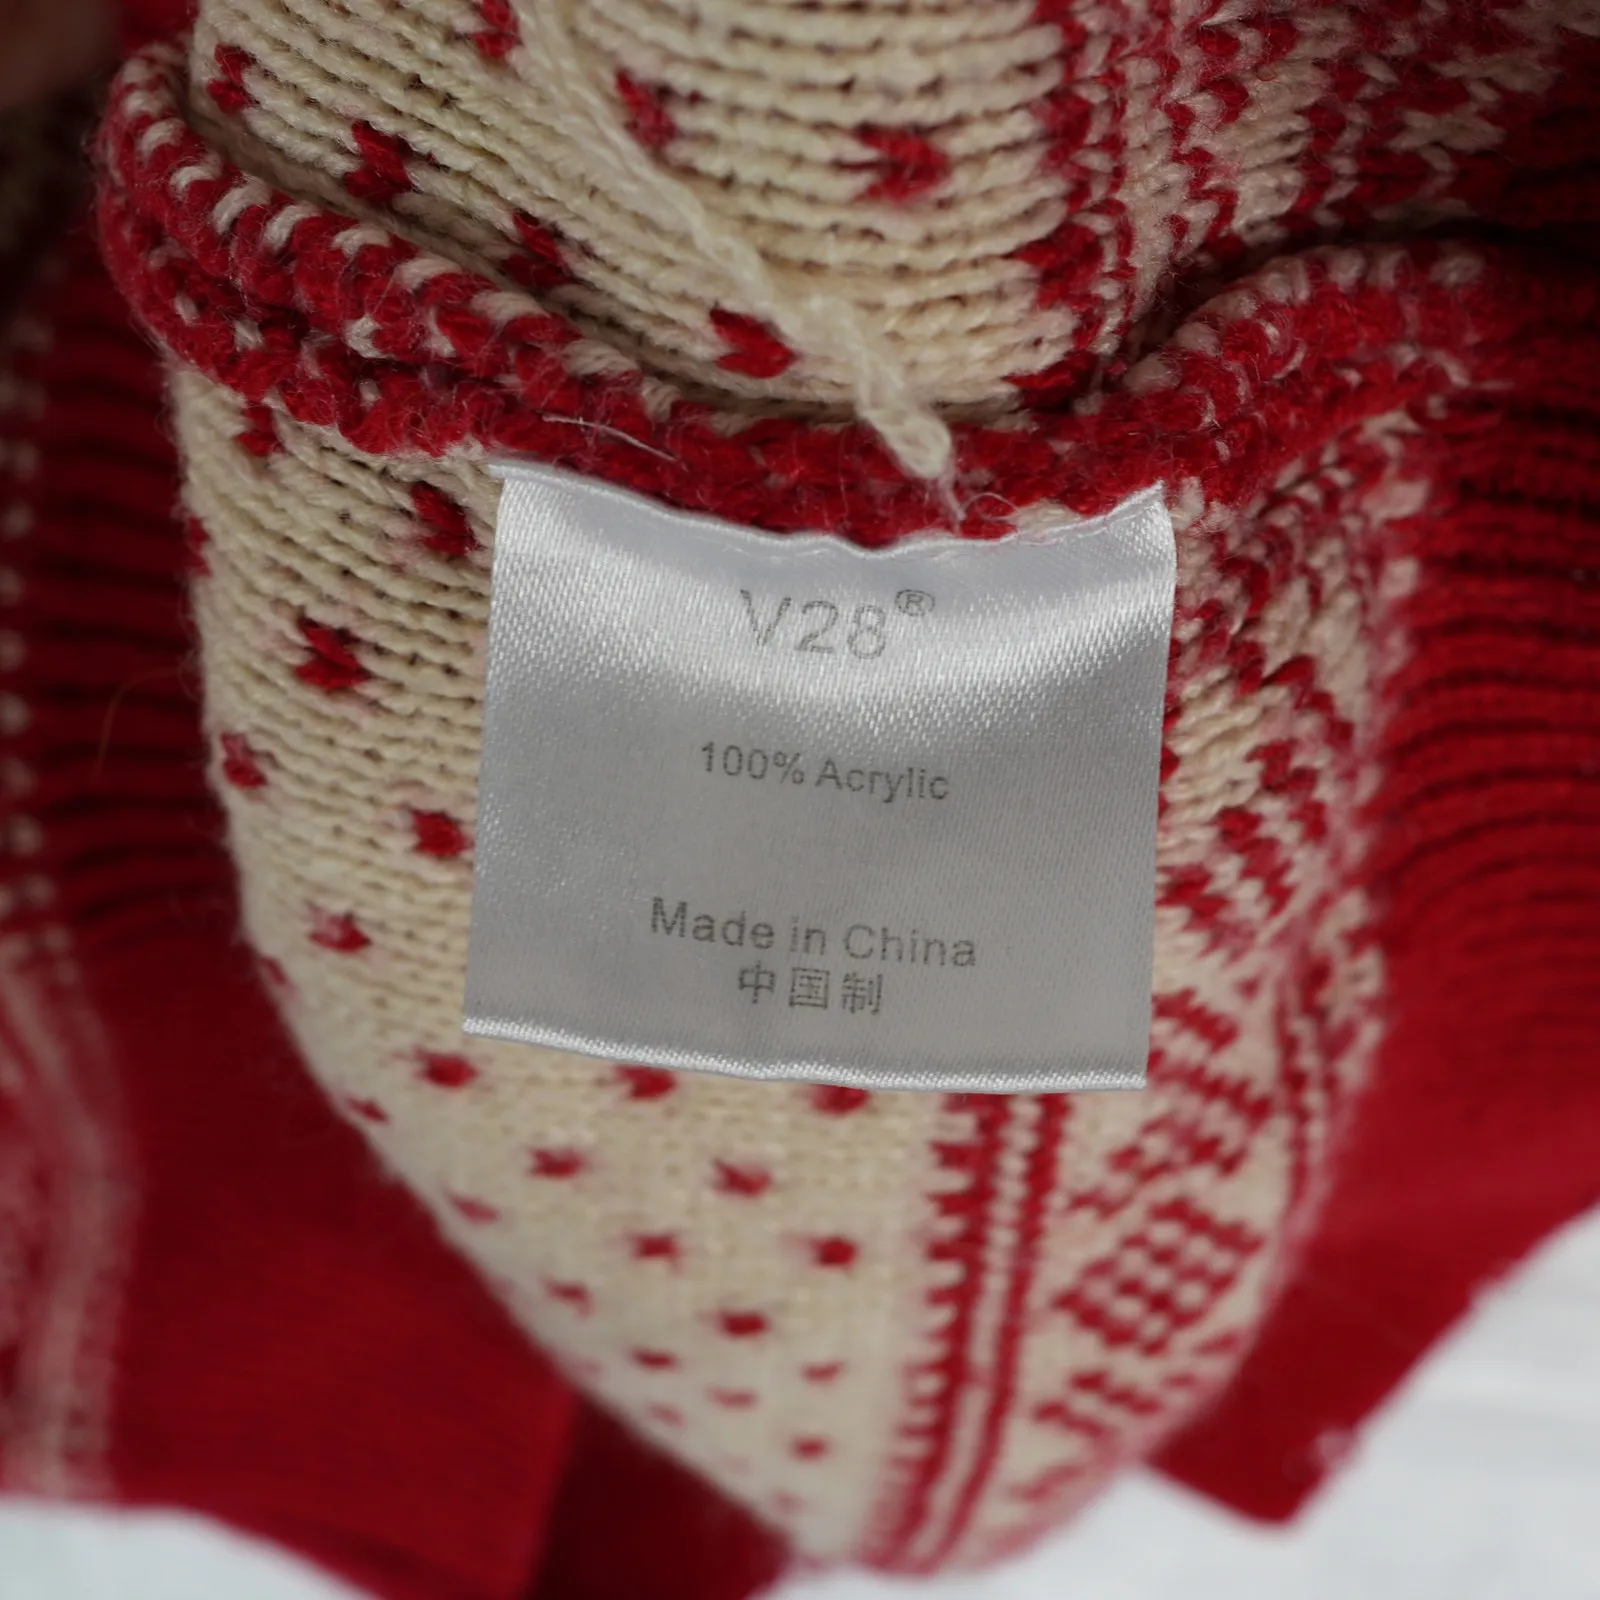 V28®
100% Acrylic
Made in China
中国制